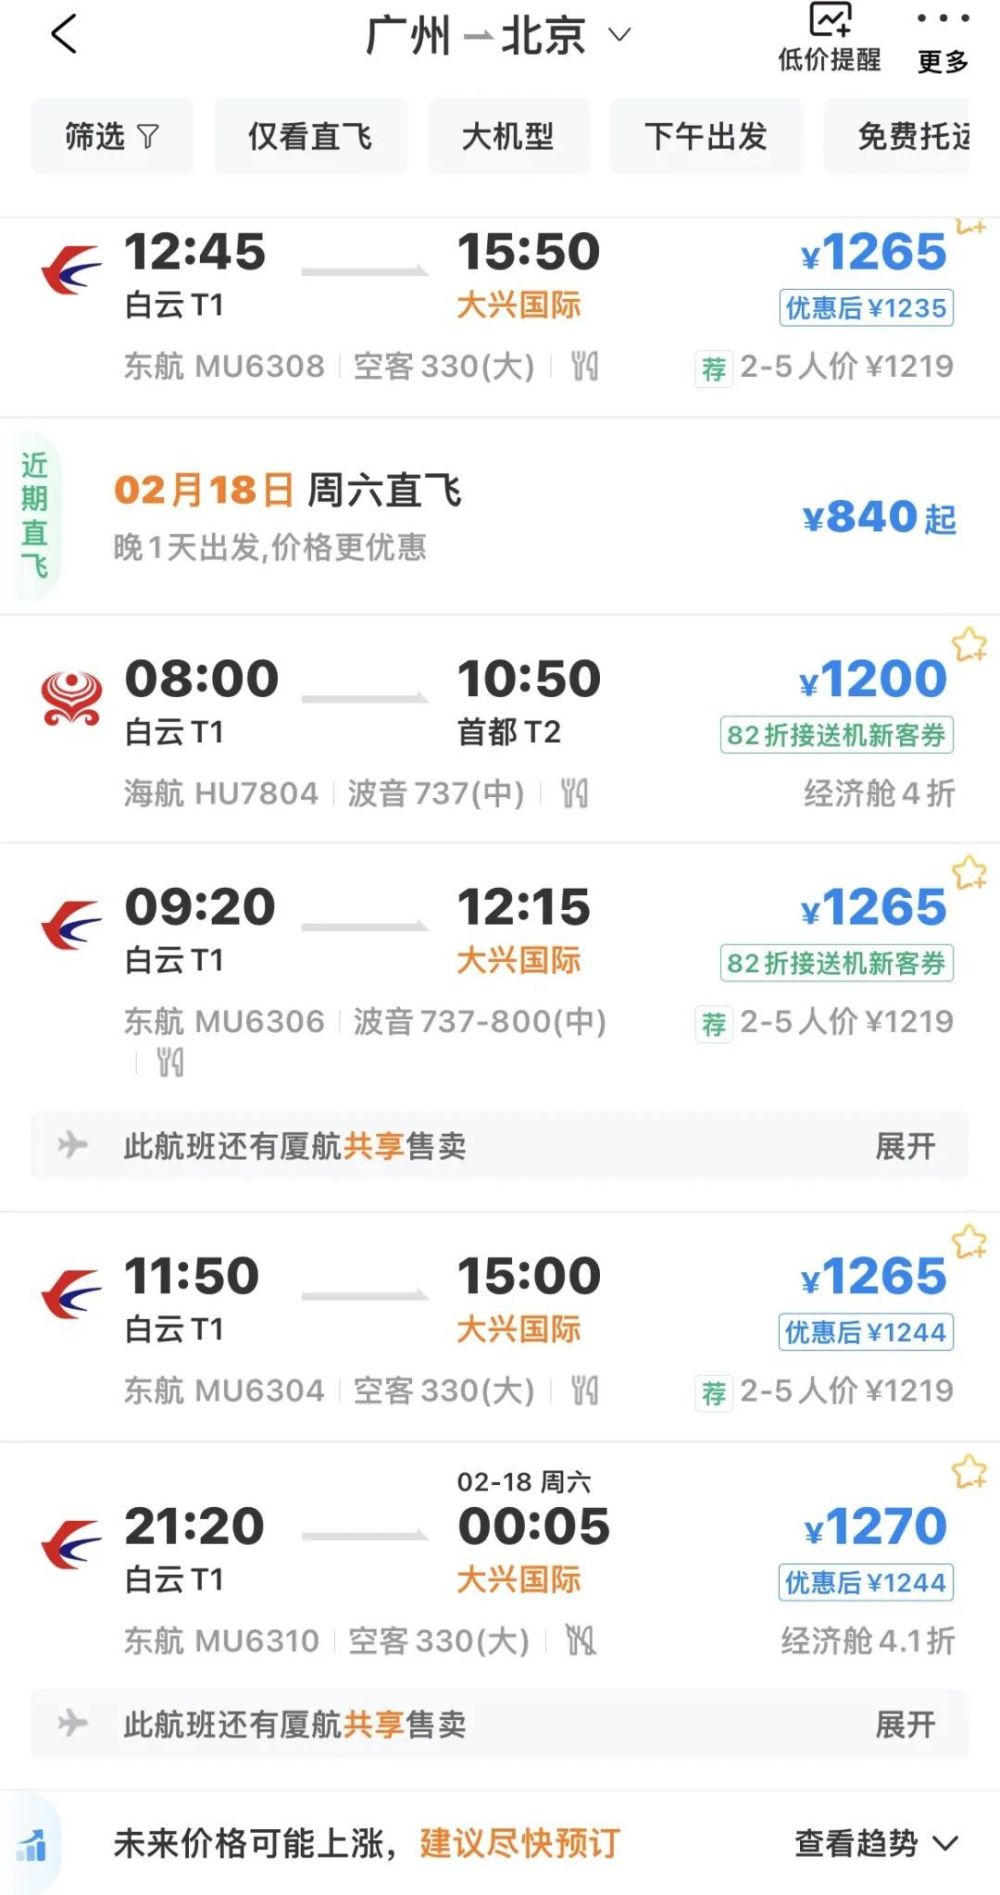 广州 北京
低价提醒
更多
筛选
仅看直飞
大机型
下午出发
免费托运
12:45 15:50 ¥1265
白云T1 大兴国际 优惠后¥1235
东航 MU6308 空客330(大) 荐 2-5人价¥1219
近期直飞
02月18日 周六直飞
晚1天出发,价格更优惠
¥840起
08:00 10:50 ¥1200
白云T1 首都T2 82折接送机新客券
海航 HU7804 波音737(中) 经济舱4折
09:20 12:15 ¥1265
白云T1 大兴国际 82折接送机新客券
东航 MU6306 波音737-800(中) 荐 2-5人价¥1219
此航班还有厦航共享售卖 展开
11:50 15:00 ¥1265
白云T1 大兴国际 优惠后¥1244
东航 MU6304 空客330(大) 荐 2-5人价¥1219
02-18 周六
21:20 00:05 ¥1270
白云T1 大兴国际 优惠后¥1244
东航 MU6310 空客330(大) 经济舱4.1折
此航班还有厦航共享售卖 展开
未来价格可能上涨，建议尽快预订 查看趋势